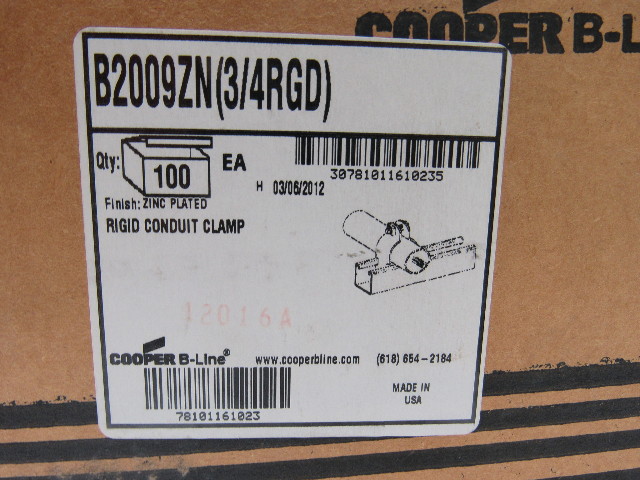 COOPER B-Li
B2009ZN(3/4RGD)
Qty: 100 EA
30781011610235
H 03/06/2012
Finish: ZINC PLATED
RIGID CONDUIT CLAMP
12016A
COOPER B-Line® www.cooperbline.com (618) 654-2184
78101161023
MADE IN
USA